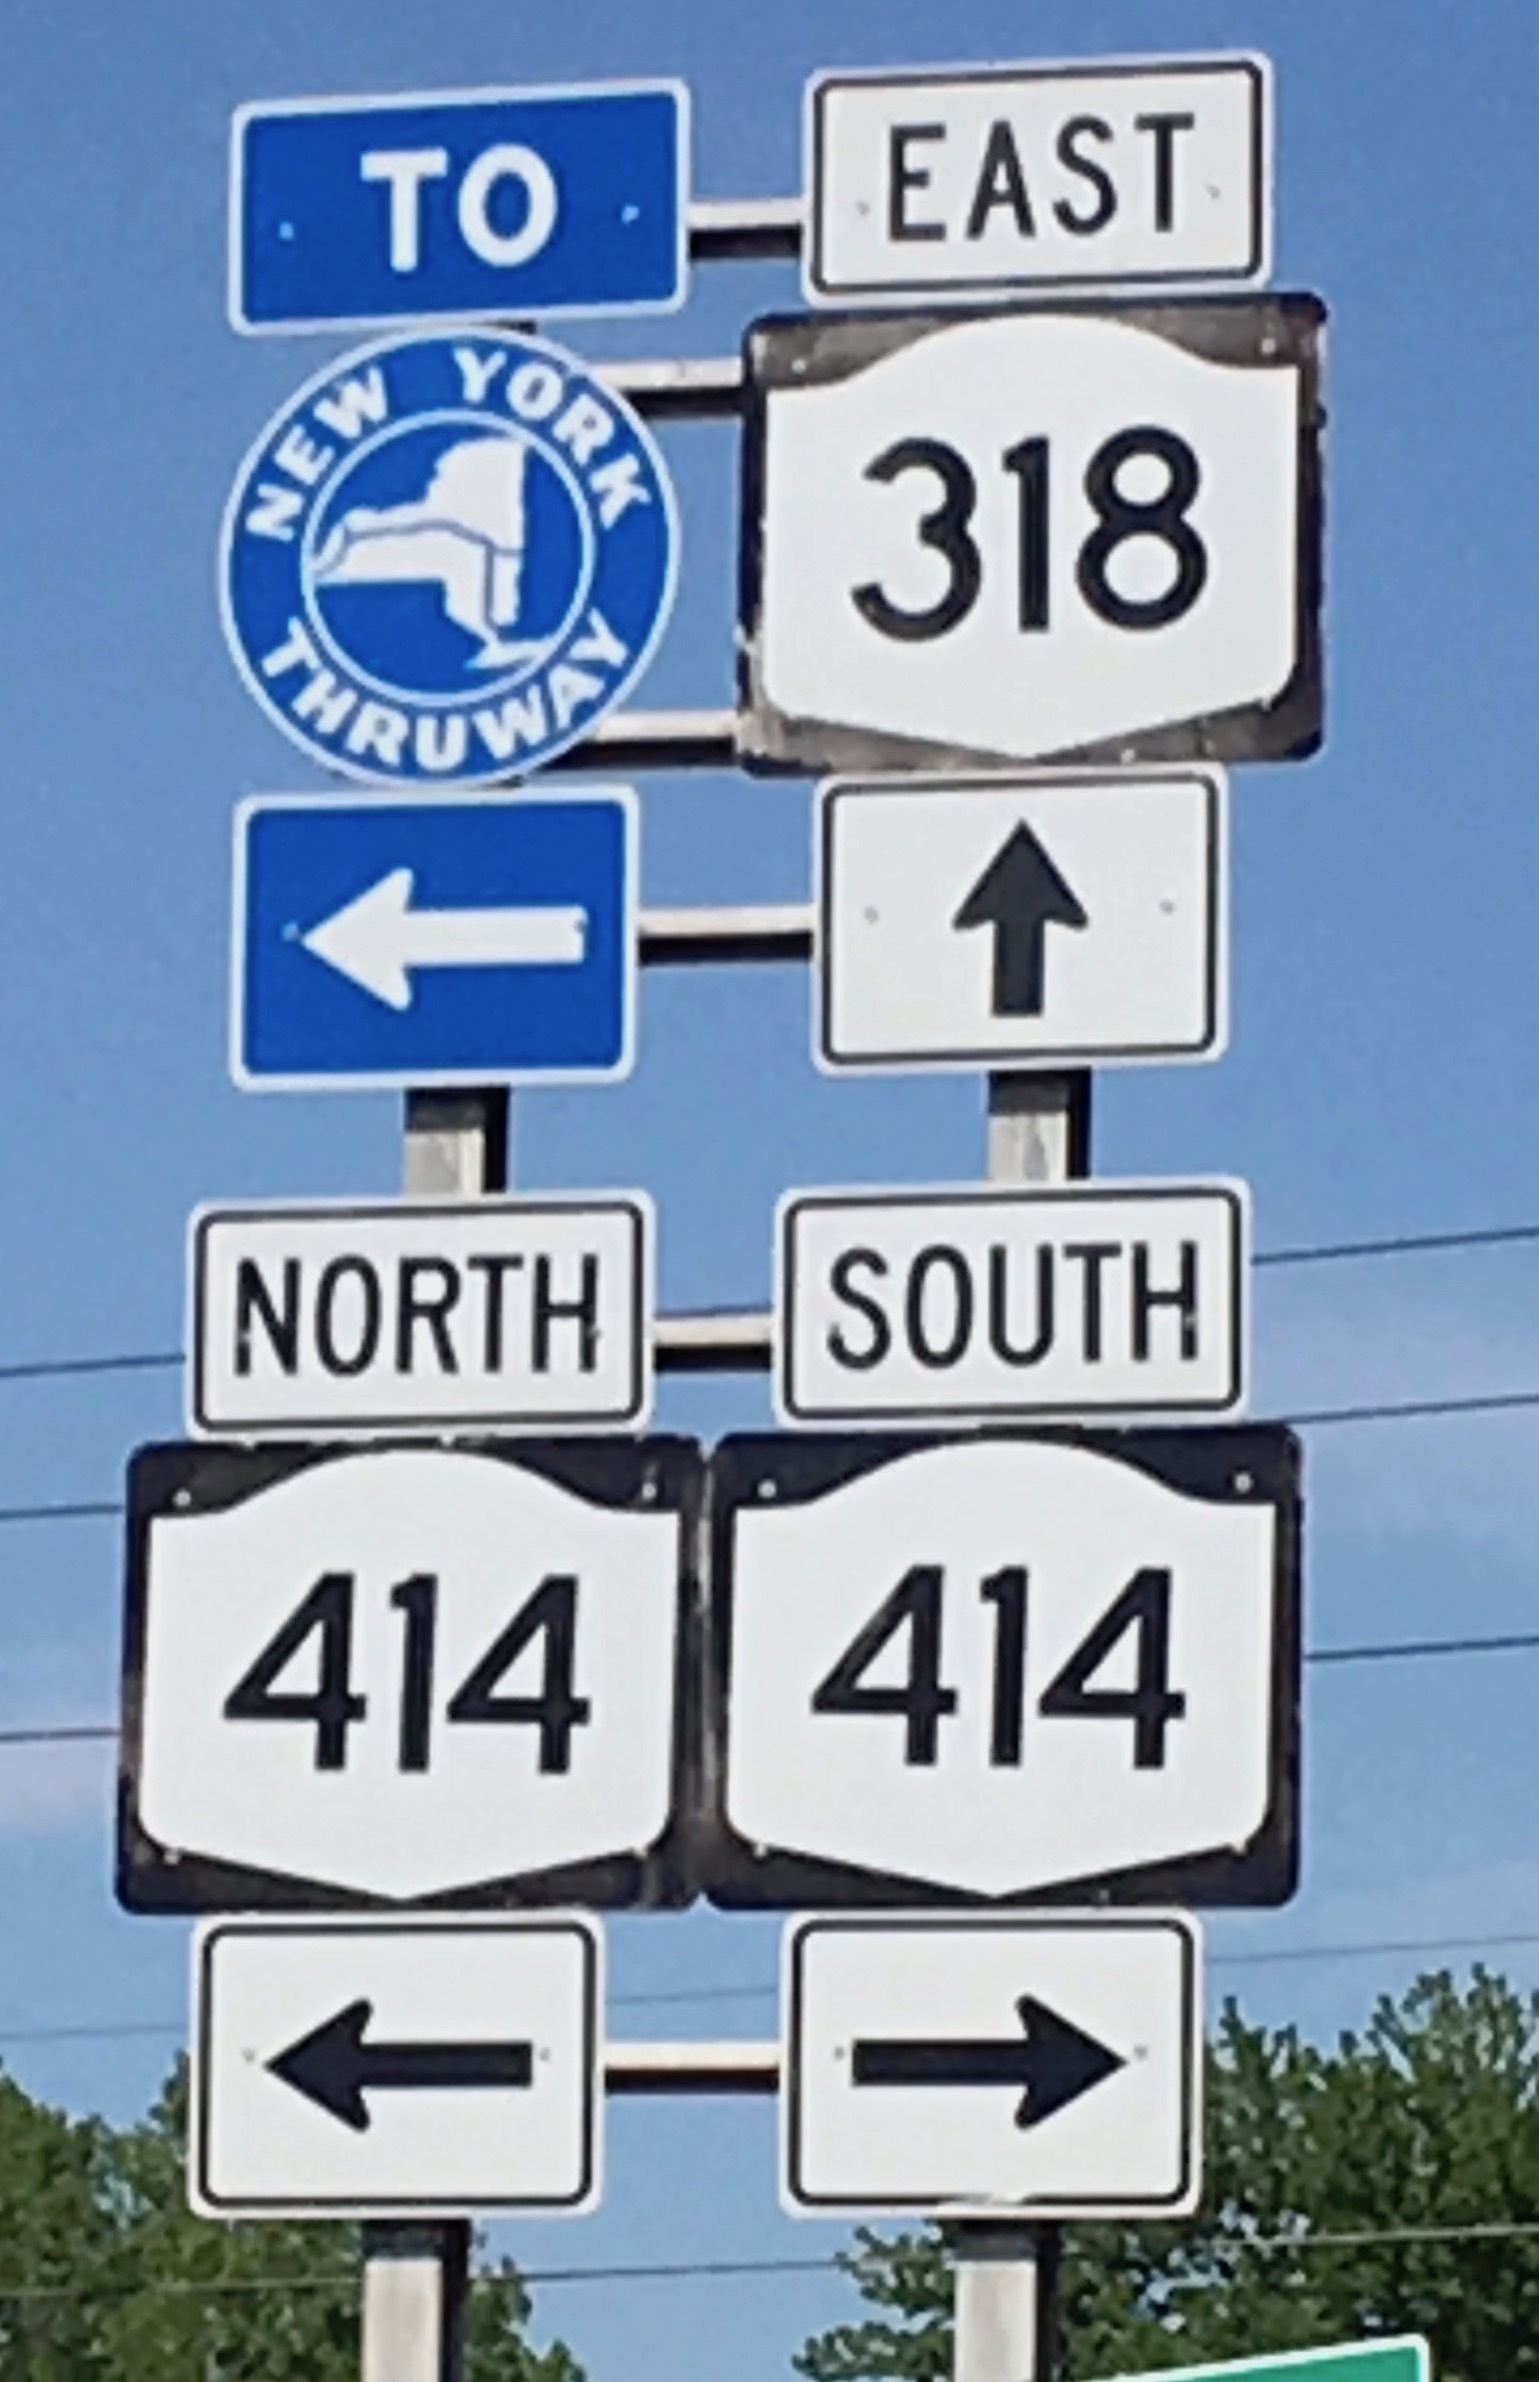 TO
EAST
NEW YORK
THRUWAY
318
NORTH
SOUTH
414
414